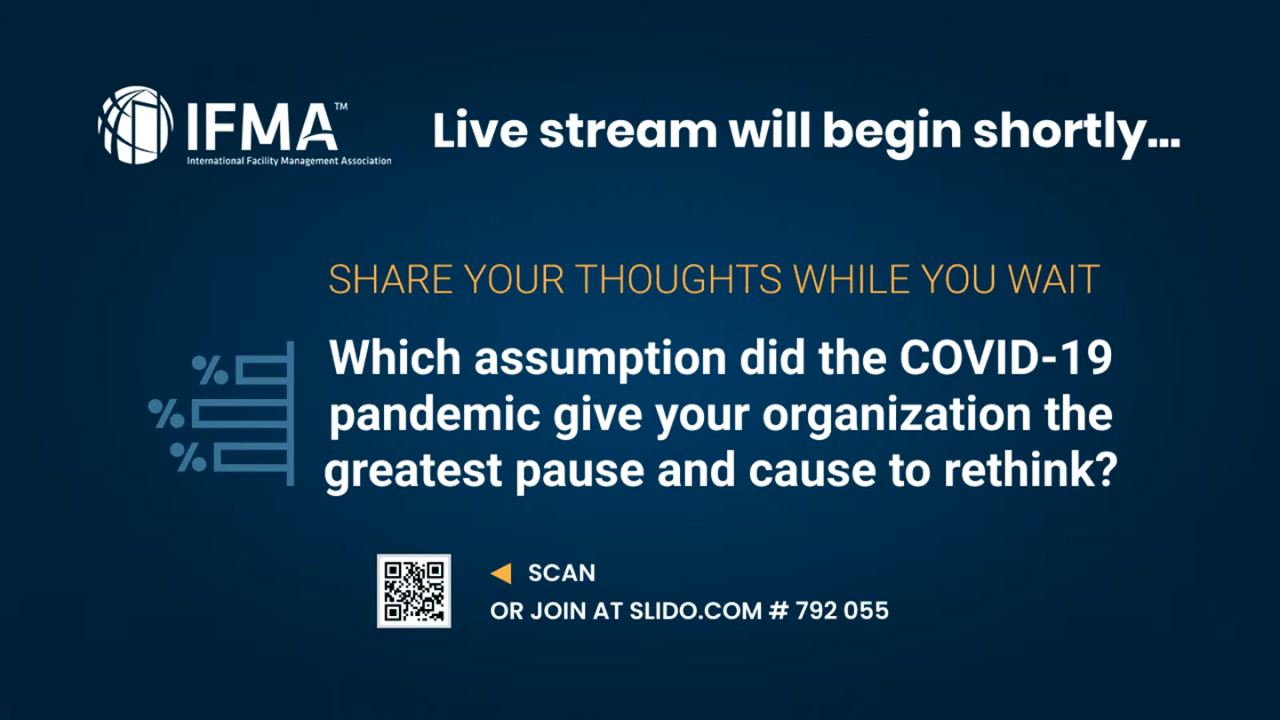 IFMA™
International Facility Management Association
Live stream will begin shortly...
SHARE YOUR THOUGHTS WHILE YOU WAIT
% Which assumption did the COVID-19
% pandemic give your organization the
% greatest pause and cause to rethink?
SCAN
OR JOIN AT SLIDO.COM # 792 055